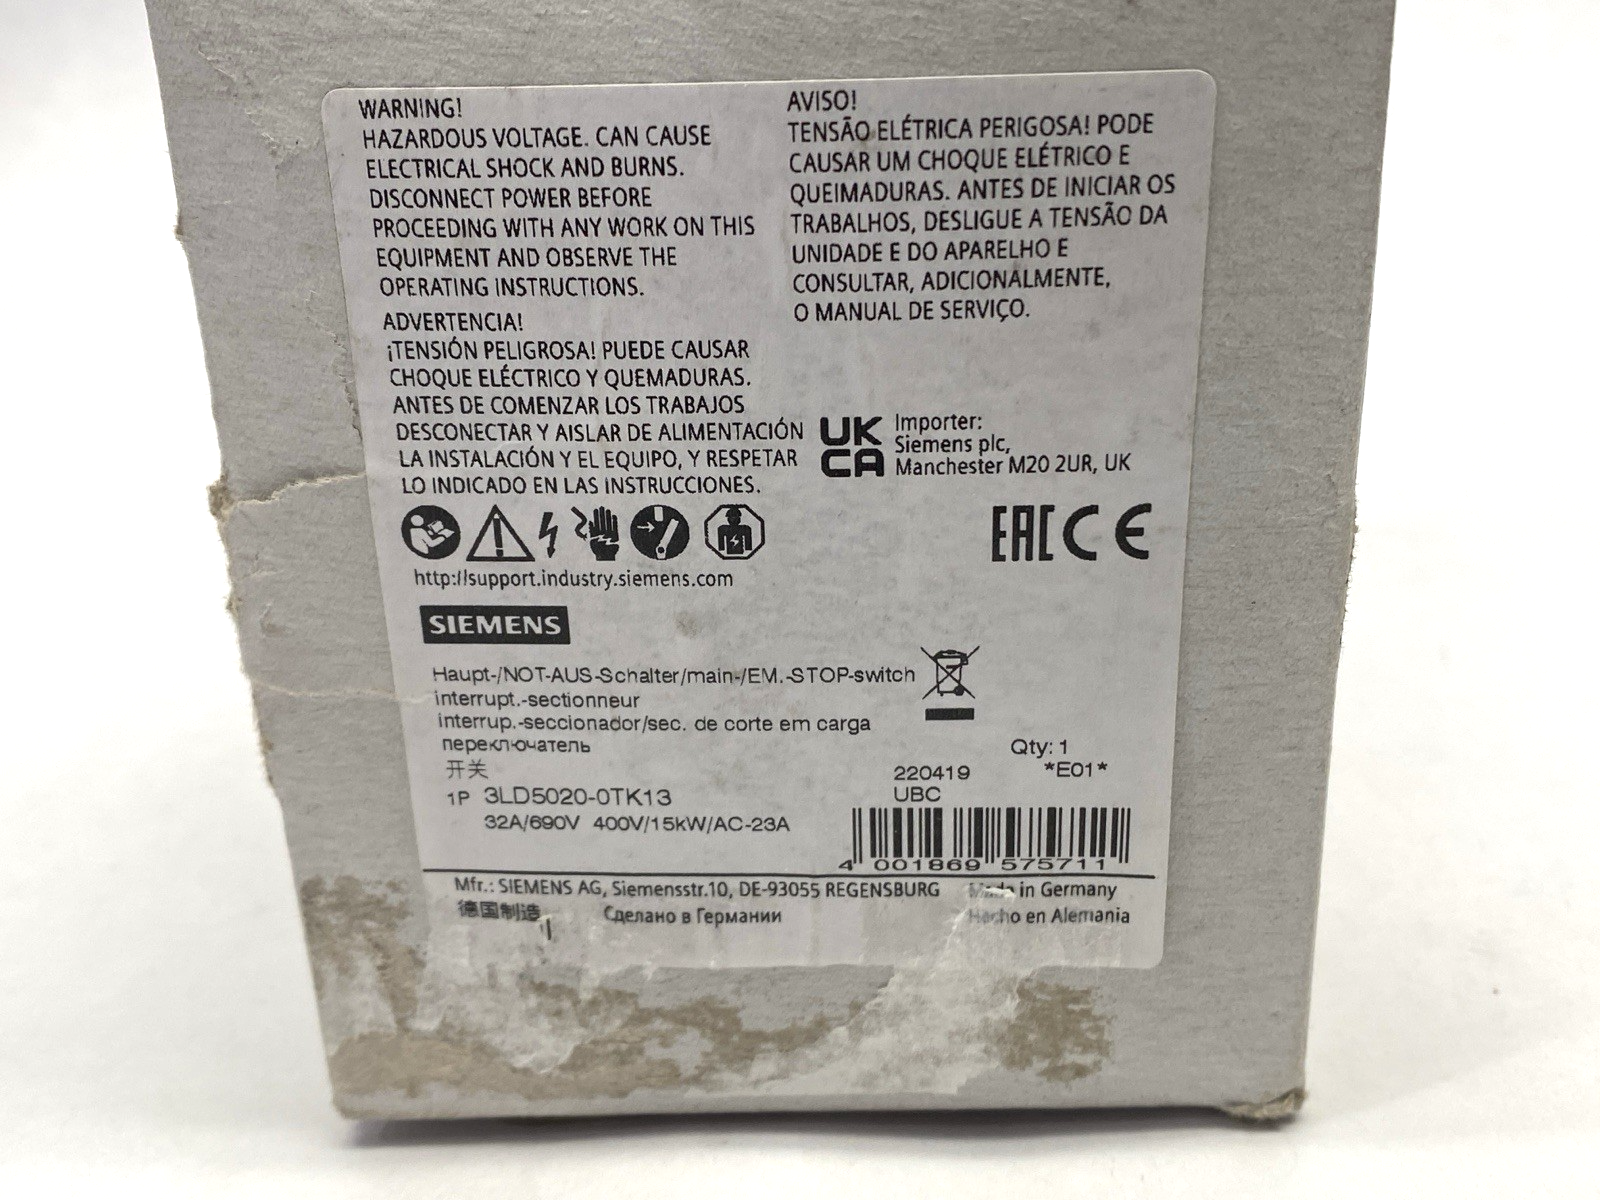 WARNING!
HAZARDOUS VOLTAGE. CAN CAUSE
ELECTRICAL SHOCK AND BURNS.
DISCONNECT POWER BEFORE
PROCEEDING WITH ANY WORK ON THIS
EQUIPMENT AND OBSERVE THE
OPERATING INSTRUCTIONS.
ADVERTENCIA!
¡TENSIÓN PELIGROSA! PUEDE CAUSAR
CHOQUE ELÉCTRICO Y QUEMADURAS.
ANTES DE COMENZAR LOS TRABAJOS
DESCONECTAR Y AISLAR DE ALIMENTACIÓN
LA INSTALACIÓN Y EL EQUIPO, Y RESPETAR
LO INDICADO EN LAS INSTRUCCIONES.
AVISO!
TENSÃO ELÉTRICA PERIGOSA! PODE
CAUSAR UM CHOQUE ELÉTRICO E
QUEIMADURAS. ANTES DE INICIAR OS
TRABALHOS, DESLIGUE A TENSÃO DA
UNIDADE E DO APARELHO E
CONSULTAR, ADICIONALMENTE,
O MANUAL DE SERVIÇO.
UK
CA
Importer:
Siemens plc,
Manchester M20 2UR, UK
EAC CE
http://support.industry.siemens.com
SIEMENS
Haupt-/NOT-AUS-Schalter/main-/EM.-STOP-switch
interrupt.-sectionneur
interrup.-seccionador/sec. de corte em carga
переключатель
开关
1P 3LD5020-0TK13
32A/690V 400V/15kW/AC-23A
Qty: 1
*E01*
220419
UBC
4 001869 575711
Mfr.: SIEMENS AG, Siemensstr.10, DE-93055 REGENSBURG Made in Germany
德国制造 Сделано в Германии Hecho en Alemania